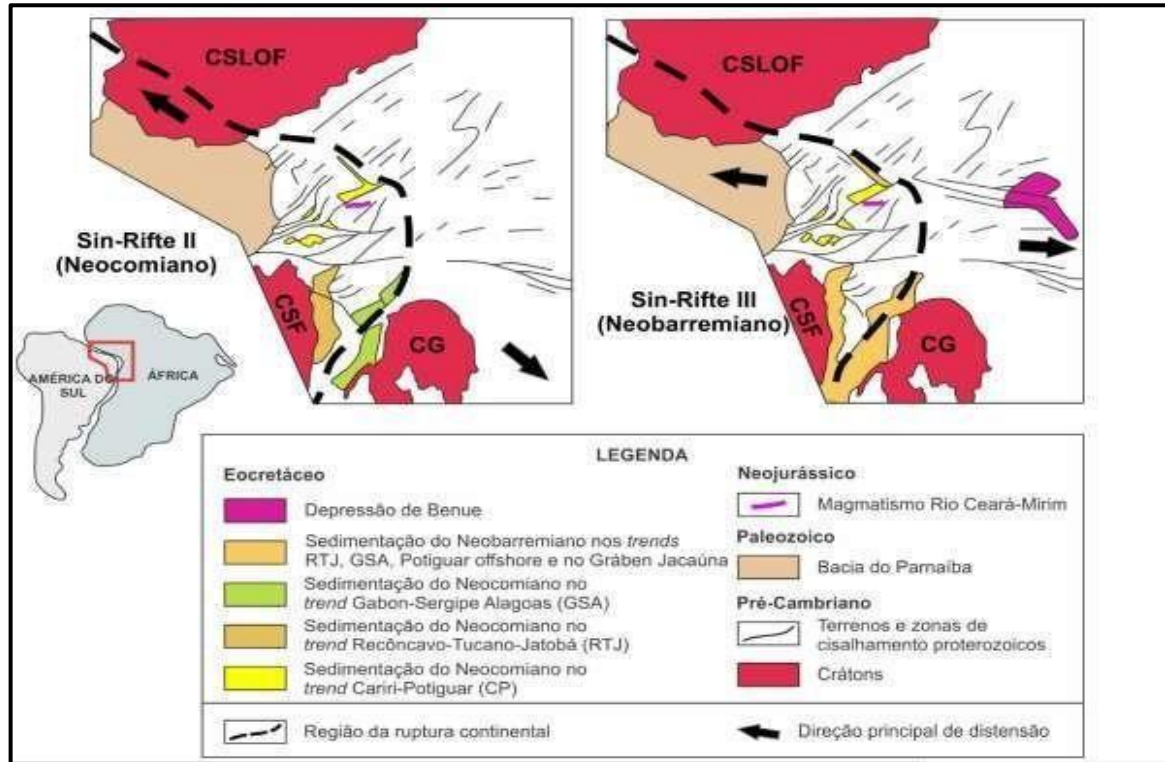 CSLOF
Sin-Rifte II
(Neocomiano)
CSF
CG
AMÉRICA DO
SUL
ÁFRICA
CSLOF
Sin-Rifte III
(Neobarremiano)
CSF
CG
LEGENDA
Eocretáceo
Depressão de Benue
Sedimentação do Neobarremiano nos trends
RTJ, GSA, Potiguar offshore e no Gráben Jacaúna
Sedimentação do Neocomiano no
trend Gabon-Sergipe Alagoas (GSA)
Sedimentação do Neocomiano no
trend Recôncavo-Tucano-Jatobá (RTJ)
Sedimentação do Neocomiano no
trend Cariri-Potiguar (CP)
Neojurássico
Magmatismo Rio Ceará-Mirim
Paleozoico
Bacia do Parnaíba
Pré-Cambriano
Terrenos e zonas de
cisalhamento proterozoicos
Crátons
Região da ruptura continental
Direção principal de distensão